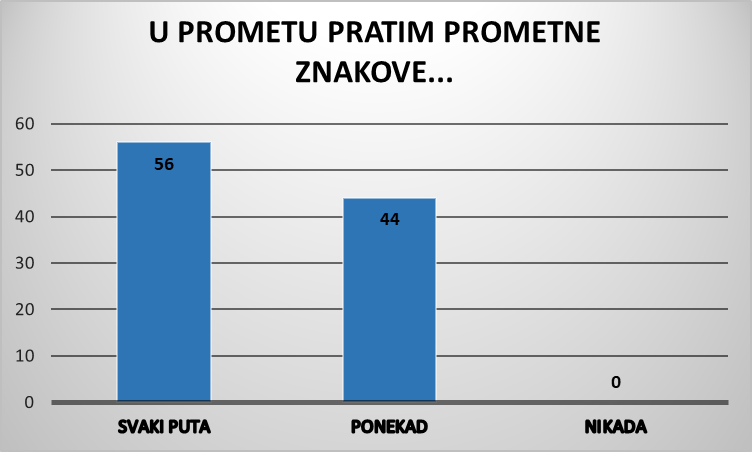 U PROMETU PRATIM PROMETNE
ZNAKOVE...
60
50
40
30
20
10
0
56
44
0
SVAKI PUTA
PONEKAD
NIKADA